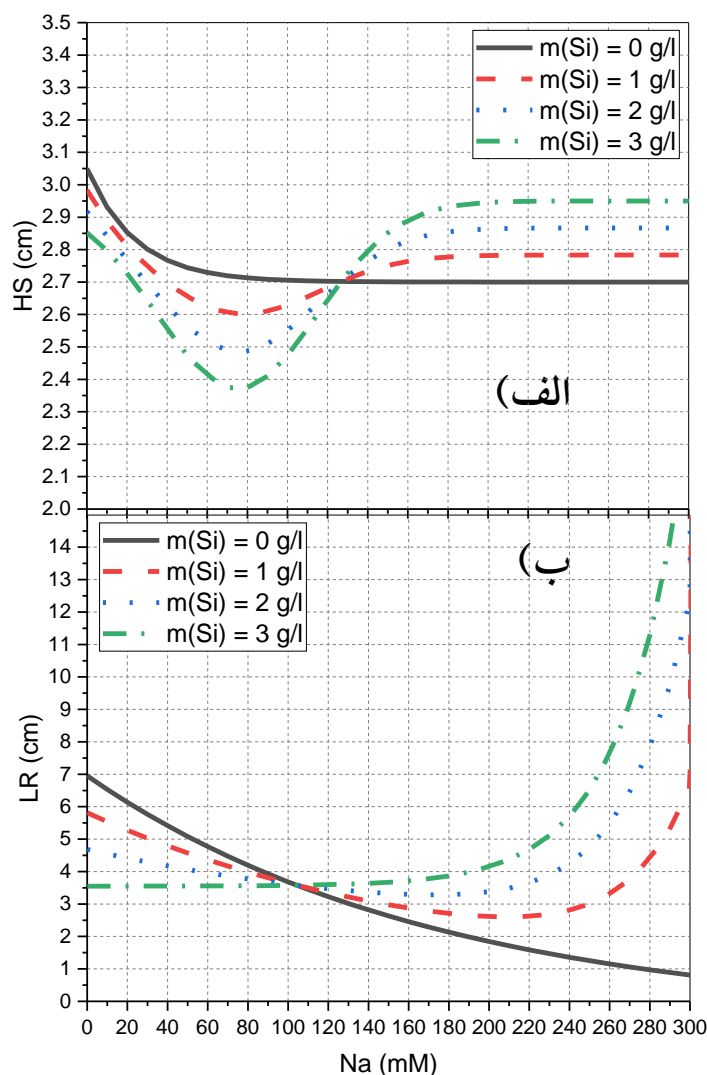 3.5
3.4
3.3
3.2
3.1
3.0
2.9
2.8
2.7
2.6
2.5
2.4
2.3
2.2
2.1
2.0
HS (cm)
m(Si) = 0 g/l
m(Si) = 1 g/l
m(Si) = 2 g/l
m(Si) = 3 g/l
الف)
14
13
12
11
10
9
8
7
6
5
4
3
2
1
0
LR (cm)
m(Si) = 0 g/l
m(Si) = 1 g/l
m(Si) = 2 g/l
m(Si) = 3 g/l
ب)
0 20 40 60 80 100 120 140 160 180 200 220 240 260 280 300
Na (mM)